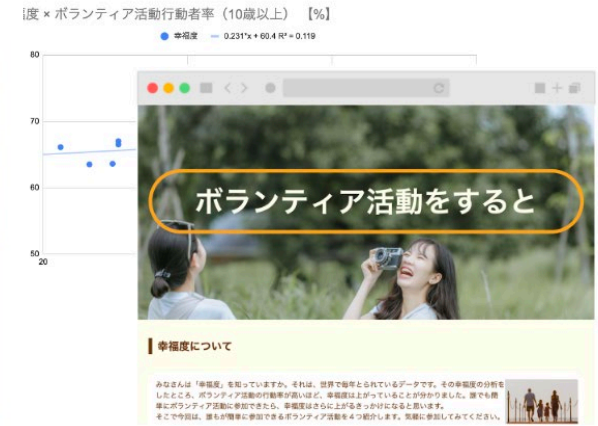 度 × ボランティア活動行動者率（10歳以上） 【%】
幸福度 0.231*x + 60.4 R² = 0.119
80
70
60
50
20
ボランティア活動をすると
幸福度について
みなさんは「幸福度」を知っていますか。それは、世界で毎年とられているデータです。その幸福度の分析を
したところ、ボランティア活動の行動率が高いほど、幸福度は上がっていることが分かりました。誰でも簡
単にボランティア活動に参加できたら、幸福度はさらに上がるきっかけになると思います。
そこで今回は、誰もが簡単に参加できるボランティア活動を４つ紹介します。気軽に参加してみてください。